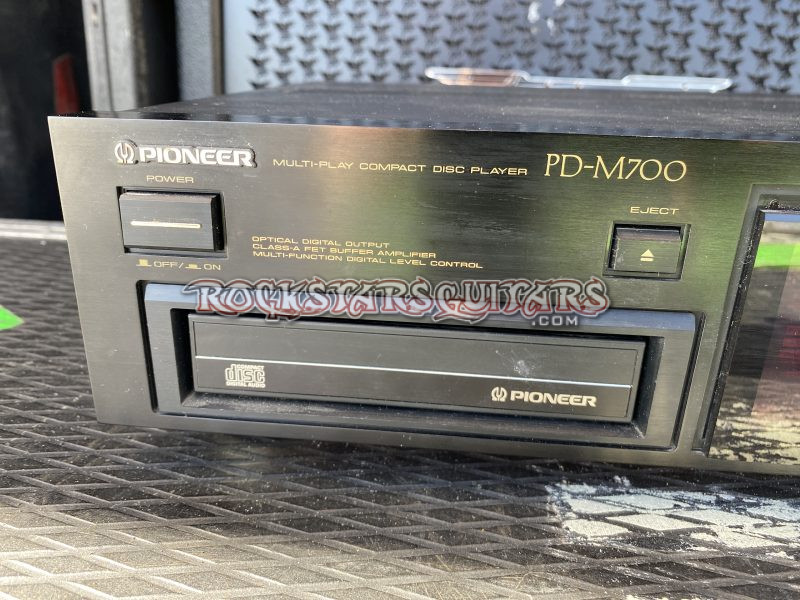 PIONEER
MULTI-PLAY COMPACT DISC PLAYER PD-M700
POWER
EJECT
OPTICAL DIGITAL OUTPUT
CLASS-A FET BUFFER AMPLIFIER
MULTI-FUNCTION DIGITAL LEVEL CONTROL
OFF / ON
ROCKSTARSGUITARS
.COM
COMPACT
disc
DIGITAL AUDIO
PIONEER